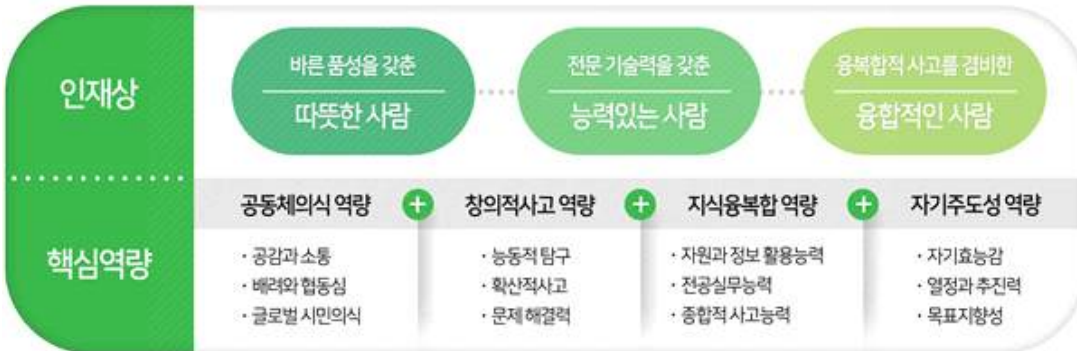 인재상
바른 품성을 갖춘
따뜻한 사람
전문 기술력을 갖춘
능력있는 사람
융복합적 사고를 겸비한
융합적인 사람
핵심역량
공동체의식 역량
· 공감과 소통
· 배려와 협동심
· 글로벌 시민의식
+
창의적사고 역량
· 능동적 탐구
· 확산적사고
· 문제 해결력
+
지식융복합 역량
· 자원과 정보 활용능력
· 전공실무능력
· 종합적 사고능력
+
자기주도성 역량
· 자기효능감
· 열정과 추진력
· 목표지향성